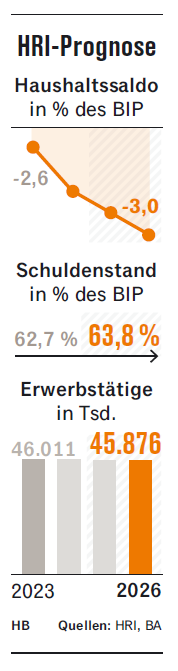 HRI-Prognose
Haushaltssaldo
in % des BIP
-2,6
-3,0
Schuldenstand
in % des BIP
62,7 % 63,8 %
Erwerbstätige
in Tsd.
46.011 45.876
2023 2026
HB Quellen: HRI, BA